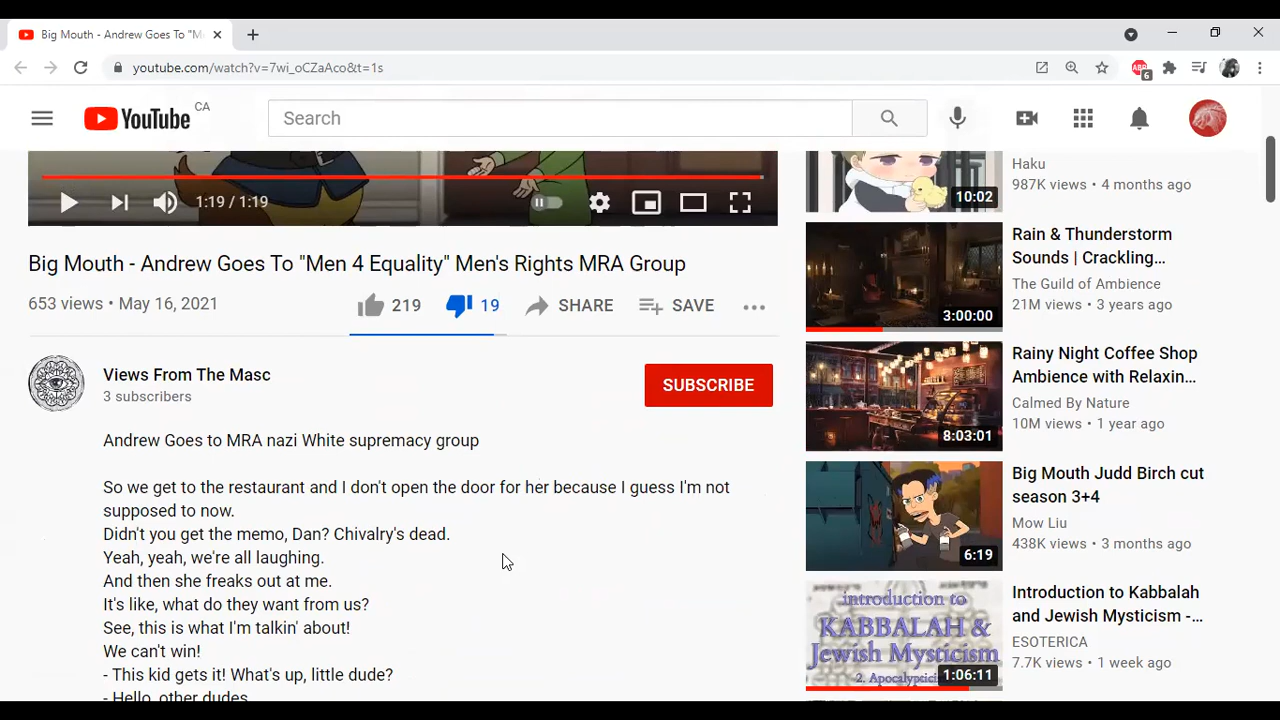 Big Mouth - Andrew Goes To "Me
youtube.com/watch?v=7wi_oCZaAco&t=1s
ABP
6
YouTube
CA
Search
1:19 / 1:19
Big Mouth - Andrew Goes To "Men 4 Equality" Men's Rights MRA Group
653 views • May 16, 2021
219
19
SHARE
SAVE
Views From The Masc
3 subscribers
SUBSCRIBE
Andrew Goes to MRA nazi White supremacy group
So we get to the restaurant and I don't open the door for her because I guess I'm not
supposed to now.
Didn't you get the memo, Dan? Chivalry's dead.
Yeah, yeah, we're all laughing.
And then she freaks out at me.
It's like, what do they want from us?
See, this is what I'm talkin' about!
We can't win!
- This kid gets it! What's up, little dude?
- Hello, other dudes
10:02
Haku
987K views • 4 months ago
3:00:00
Rain & Thunderstorm
Sounds | Crackling...
The Guild of Ambience
21M views • 3 years ago
8:03:01
Rainy Night Coffee Shop
Ambience with Relaxin...
Calmed By Nature
10M views • 1 year ago
6:19
Big Mouth Judd Birch cut
season 3+4
Mow Liu
438K views • 3 months ago
introduction to
KABBALAH &
Jewish Mysticism
2. Apocalyptici
1:06:11
Introduction to Kabbalah
and Jewish Mysticism -...
ESOTERICA
7.7K views • 1 week ago